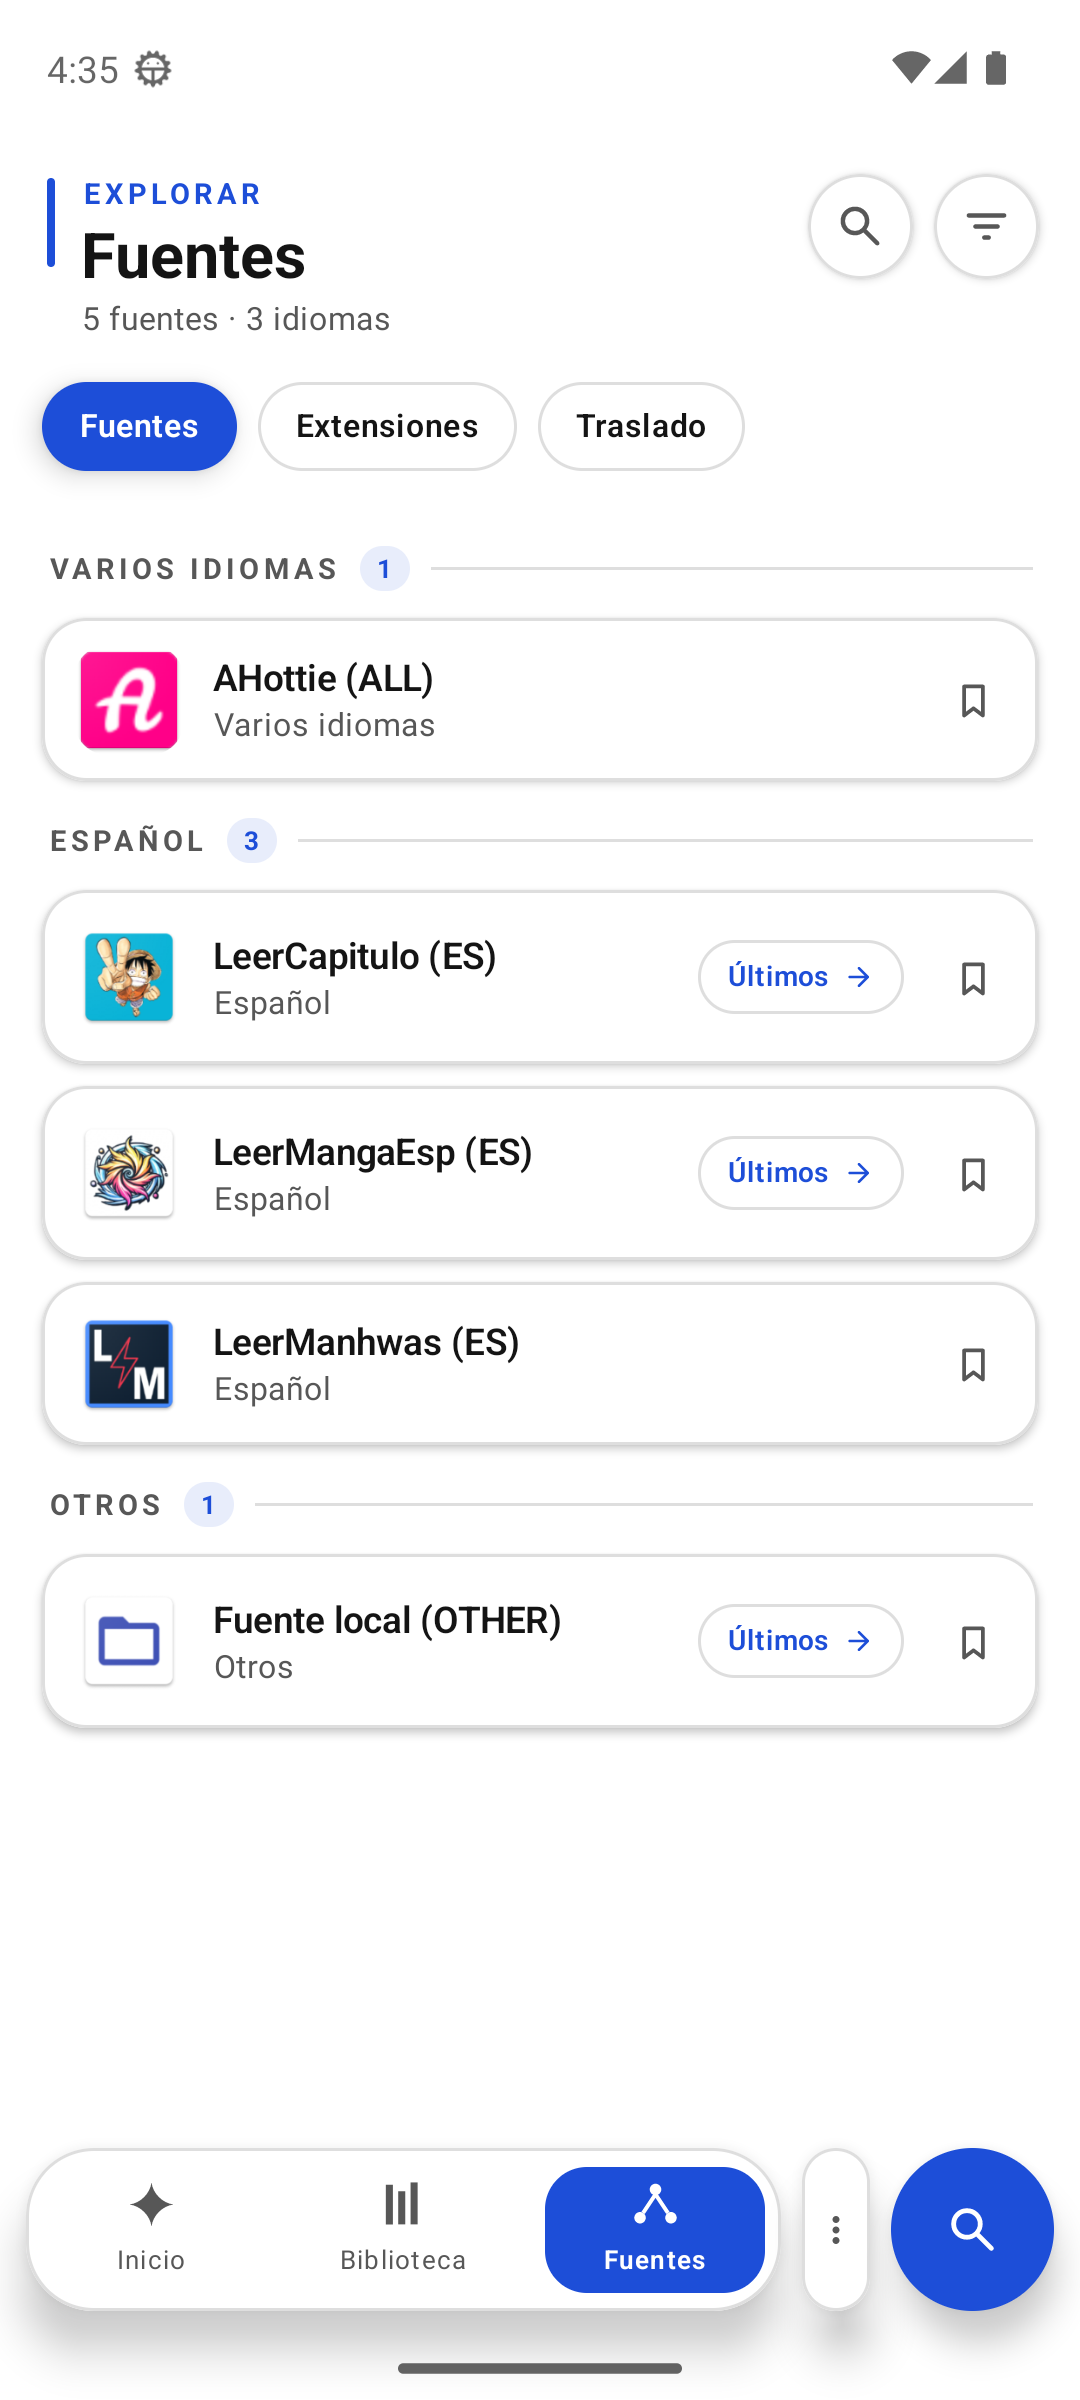 4:35
EXPLORAR
Fuentes
5 fuentes · 3 idiomas
Fuentes
Extensiones
Traslado
VARIOS IDIOMAS 1
A
AHottie (ALL)
Varios idiomas
ESPAÑOL 3
LeerCapitulo (ES)
Español
Últimos →
LeerMangaEsp (ES)
Español
Últimos →
L M
LeerManhwas (ES)
Español
OTROS 1
Fuente local (OTHER)
Otros
Últimos →
Inicio
Biblioteca
Fuentes